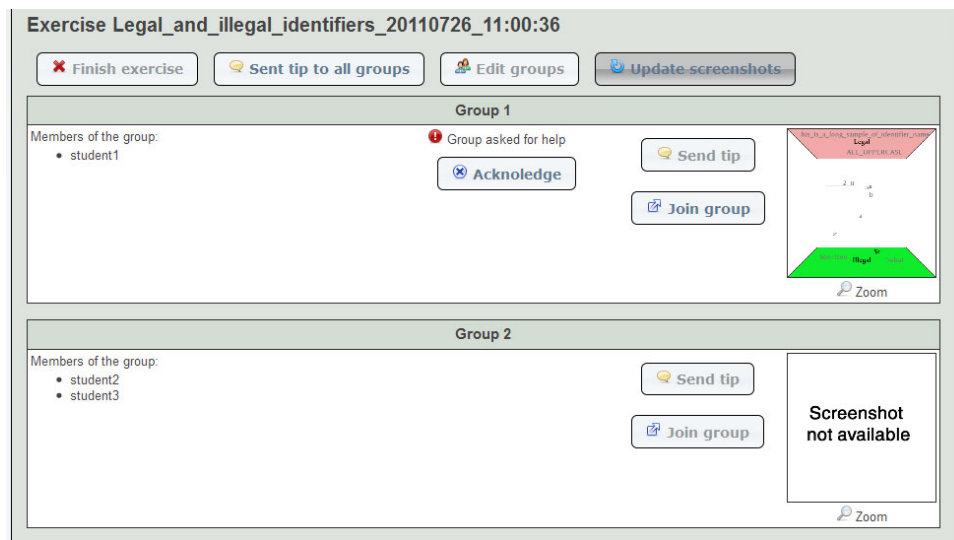 Exercise Legal_and_illegal_identifiers_20110726_11:00:36
Finish exercise Sent tip to all groups Edit groups Update screenshots
Group 1
Members of the group:
student1
Group asked for help
Acknoledge
Send tip
Join group
his_is_a_long_sample_of_identifier_name
Legal
ALL_UPPERCASE
Illegal
Zoom
Group 2
Members of the group:
student2
student3
Send tip
Join group
Screenshot
not available
Zoom